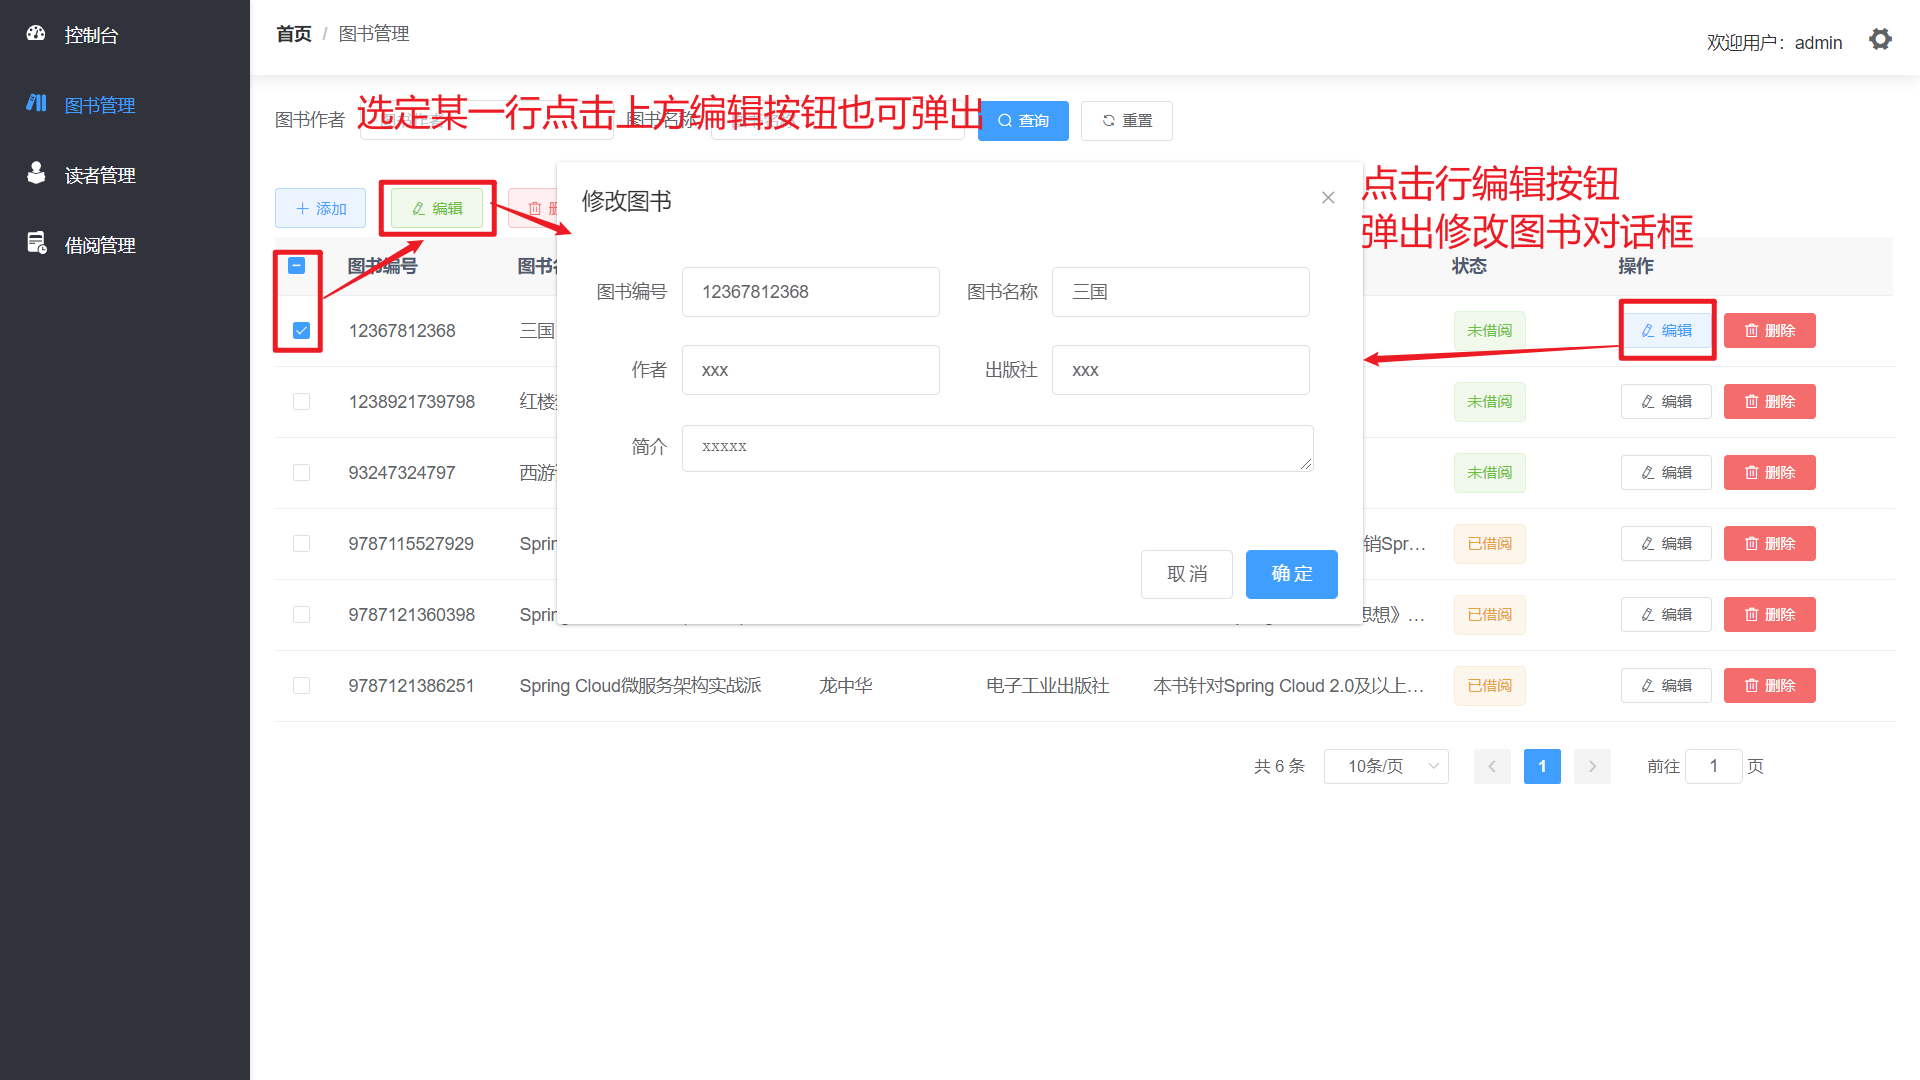 控制台
图书管理
读者管理
借阅管理
首页 / 图书管理
欢迎用户：admin
图书作者
图书名称
选定某一行点击上方编辑按钮也可弹出
查询
重置
添加
编辑
点击行编辑按钮
弹出修改图书对话框
修改图书
图书编号 12367812368
图书名称 三国
作者 xxx
出版社 xxx
简介 xxxxx
取消
确定
图书编号 图书 状态 操作
12367812368 三国 未借阅 编辑 删除
1238921739798 红楼 未借阅 编辑 删除
93247324797 西游 未借阅 编辑 删除
9787115527929 Sprin 销Spr... 已借阅 编辑 删除
9787121360398 Sprin 思想》... 已借阅 编辑 删除
9787121386251 Spring Cloud微服务架构实战派 龙中华 电子工业出版社 本书针对Spring Cloud 2.0及以上... 已借阅 编辑 删除
共 6 条 10条/页 1 前往 1 页